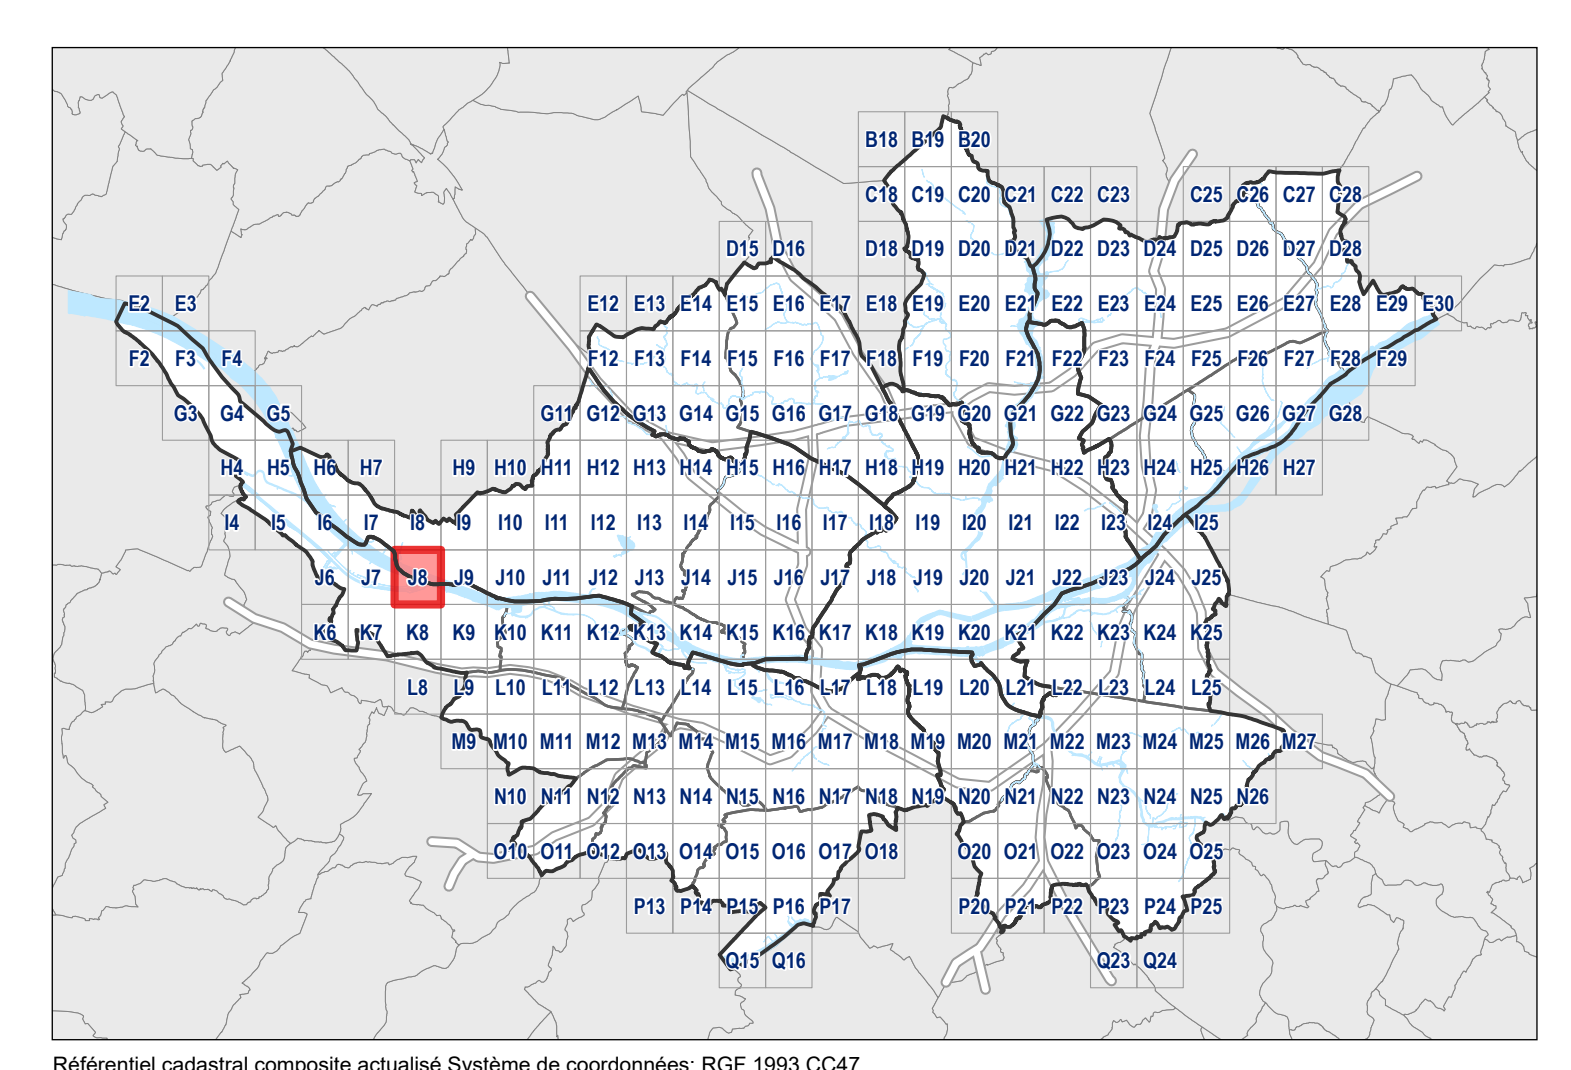 B18 B19 B20
C18 C19 C20 C21 C22 C23 C25 C26 C27 C28
D15 D16 D18 D19 D20 D21 D22 D23 D24 D25 D26 D27 D28
E2 E3 E12 E13 E14 E15 E16 E17 E18 E19 E20 E21 E22 E23 E24 E25 E26 E27 E28 E29 E30
F2 F3 F4 F12 F13 F14 F15 F16 F17 F18 F19 F20 F21 F22 F23 F24 F25 F26 F27 F28 F29
G3 G4 G5 G11 G12 G13 G14 G15 G16 G17 G18 G19 G20 G21 G22 G23 G24 G25 G26 G27 G28
H4 H5 H6 H7 H9 H10 H11 H12 H13 H14 H15 H16 H17 H18 H19 H20 H21 H22 H23 H24 H25 H26 H27
I4 I5 I6 I7 I8 I9 I10 I11 I12 I13 I14 I15 I16 I17 I18 I19 I20 I21 I22 I23 I24 I25
J6 J7 J8 J9 J10 J11 J12 J13 J14 J15 J16 J17 J18 J19 J20 J21 J22 J23 J24 J25
K6 K7 K8 K9 K10 K11 K12 K13 K14 K15 K16 K17 K18 K19 K20 K21 K22 K23 K24 K25
L8 L9 L10 L11 L12 L13 L14 L15 L16 L17 L18 L19 L20 L21 L22 L23 L24 L25
M9 M10 M11 M12 M13 M14 M15 M16 M17 M18 M19 M20 M21 M22 M23 M24 M25 M26 M27
N10 N11 N12 N13 N14 N15 N16 N17 N18 N19 N20 N21 N22 N23 N24 N25 N26
O10 O11 O12 O13 O14 O15 O16 O17 O18 O20 O21 O22 O23 O24 O25
P13 P14 P15 P16 P17 P20 P21 P22 P23 P24 P25
Q15 Q16 Q23 Q24
Référentiel cadastral composite actualisé Système de coordonnées: RGF 1993 CC47